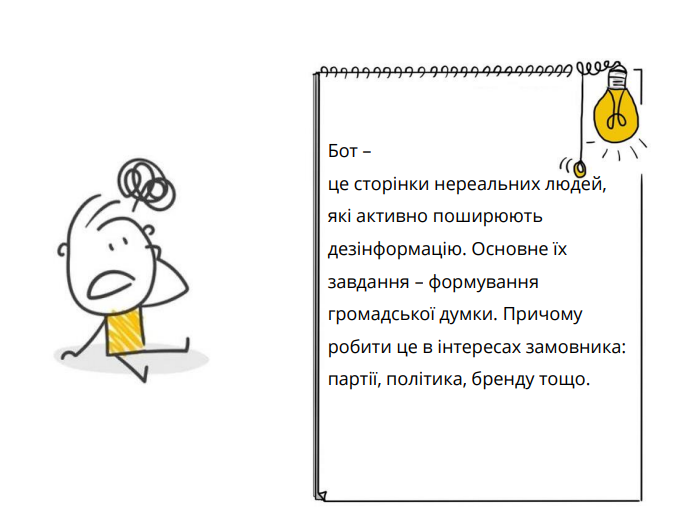 Бот –
це сторінки нереальних людей,
які активно поширюють
дезінформацію. Основне їх
завдання – формування
громадської думки. Причому
робити це в інтересах замовника:
партії, політика, бренду тощо.